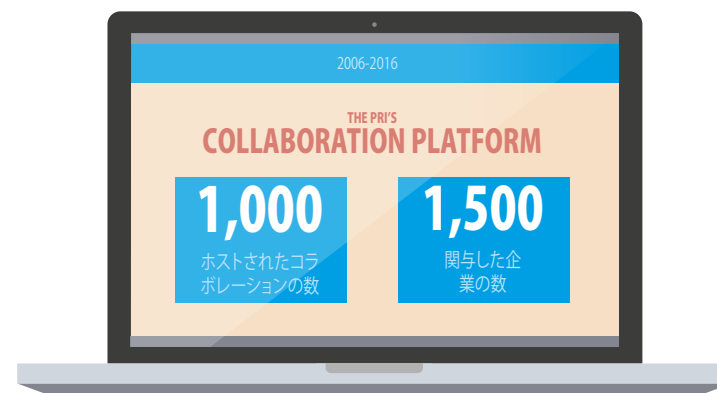 2006-2016
THE PRI'S
COLLABORATION PLATFORM
1,000
ホストされたコラ
ボレーションの数
1,500
関与した企
業の数